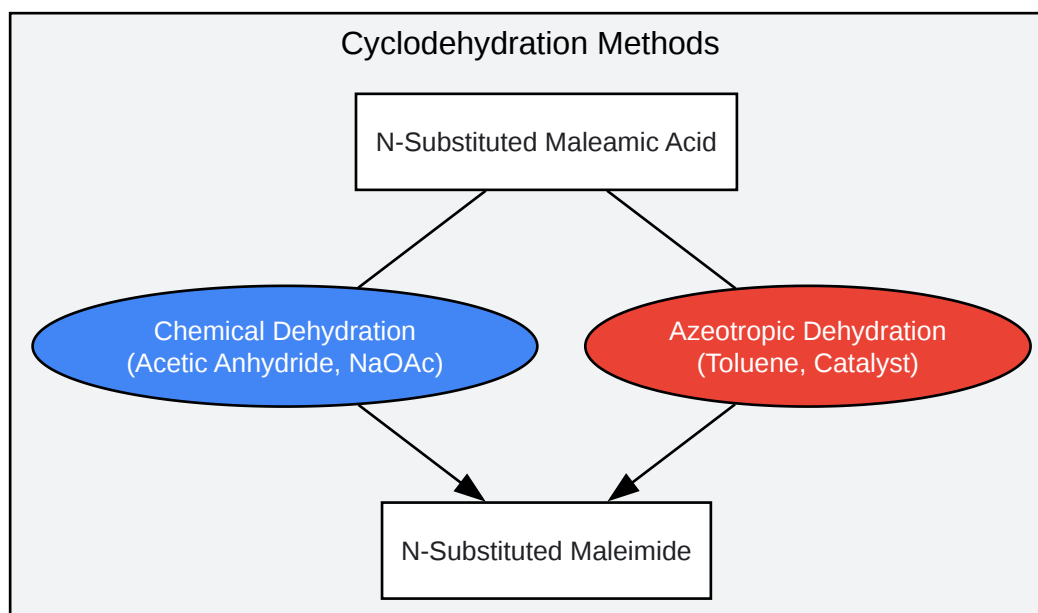 Cyclodehydration Methods
N-Substituted Maleamic Acid
Chemical Dehydration
(Acetic Anhydride, NaOAc)
Azeotropic Dehydration
(Toluene, Catalyst)
N-Substituted Maleimide